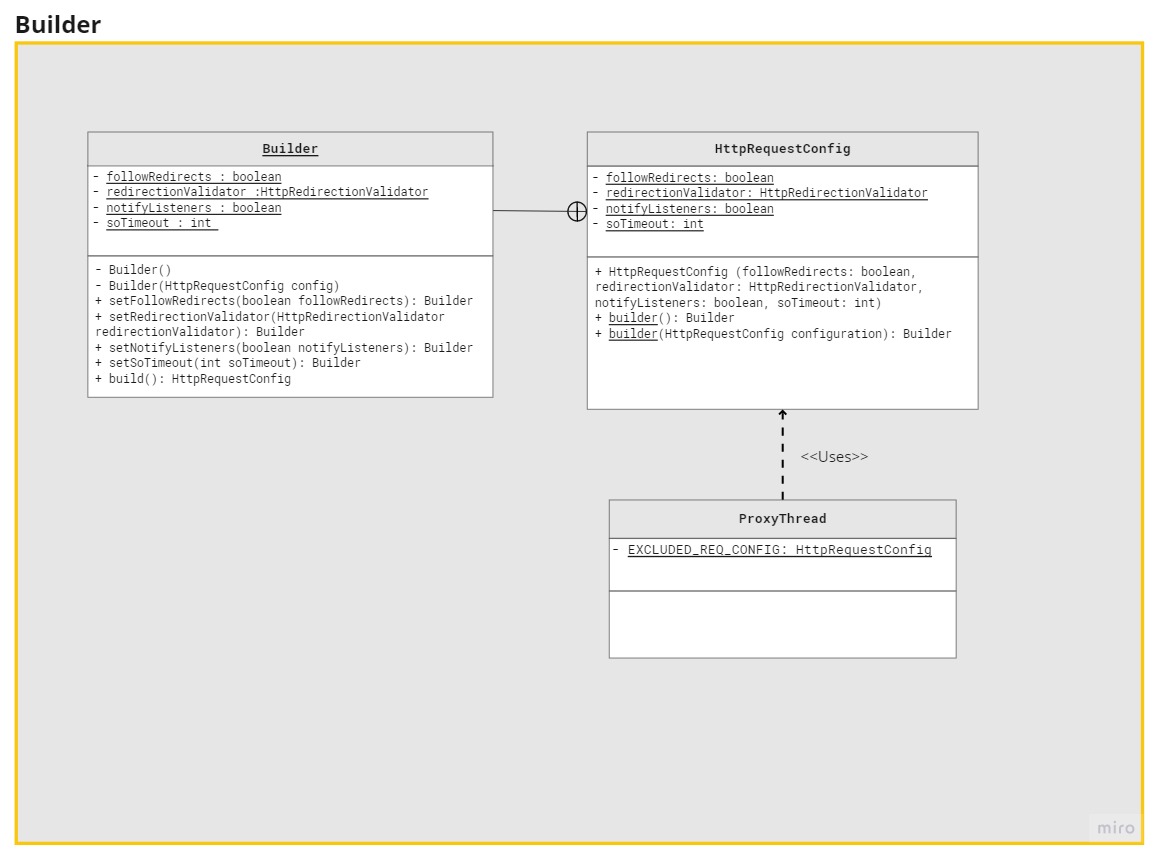 Builder
Builder
- followRedirects : boolean
- redirectionValidator :HttpRedirectionValidator
- notifyListeners : boolean
- soTimeout : int
- Builder()
- Builder(HttpRequestConfig config)
+ setFollowRedirects(boolean followRedirects): Builder
+ setRedirectionValidator(HttpRedirectionValidator
redirectionValidator): Builder
+ setNotifyListeners(boolean notifyListeners): Builder
+ setSoTimeout(int soTimeout): Builder
+ build(): HttpRequestConfig
HttpRequestConfig
- followRedirects: boolean
- redirectionValidator: HttpRedirectionValidator
- notifyListeners: boolean
- soTimeout: int
+ HttpRequestConfig (followRedirects: boolean,
redirectionValidator: HttpRedirectionValidator,
notifyListeners: boolean, soTimeout: int)
+ builder(): Builder
+ builder(HttpRequestConfig configuration): Builder
<<Uses>>
ProxyThread
- EXCLUDED_REQ_CONFIG: HttpRequestConfig
miro